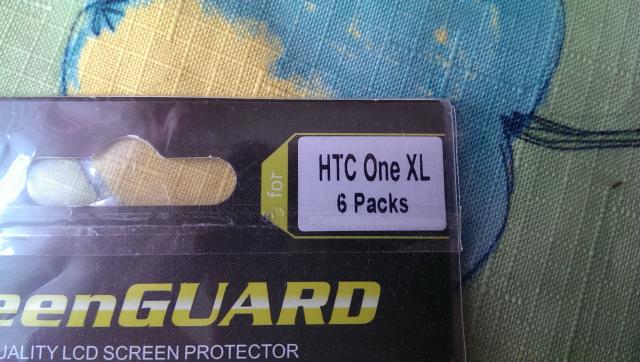 for
HTC One XL
6 Packs
eenGUARD
UALITY LCD SCREEN PROTECTOR